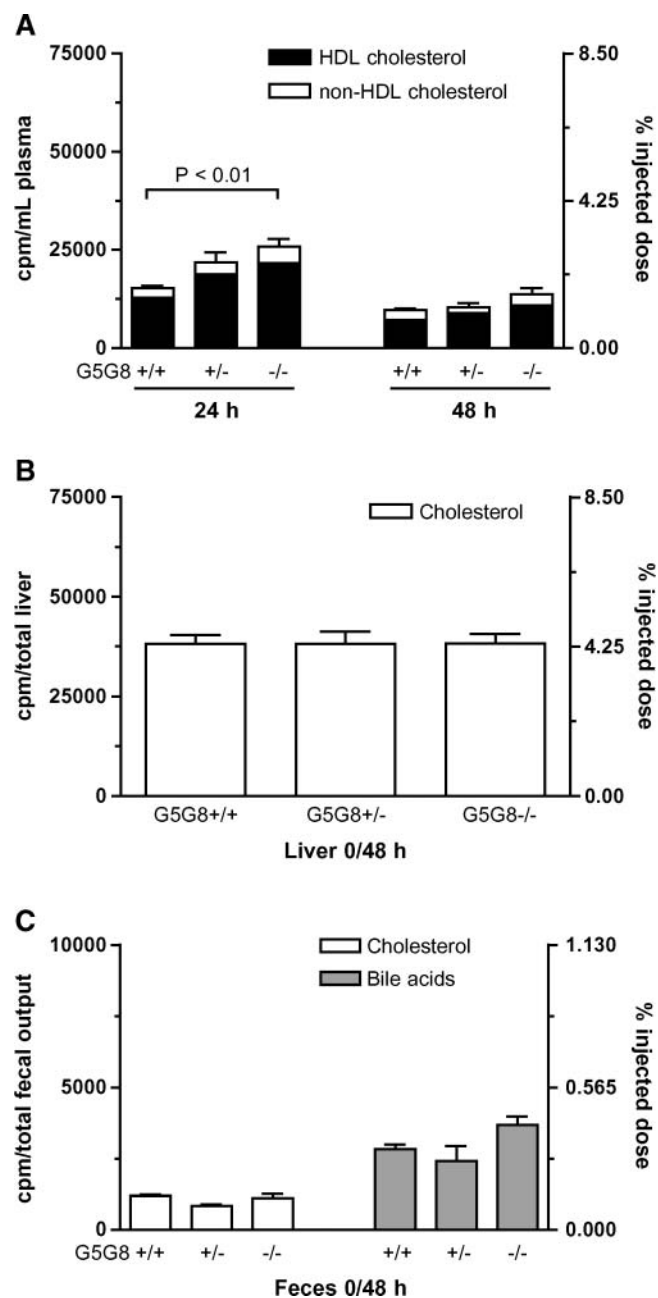 A
75000
50000
25000
0
cpm/mL plasma
HDL cholesterol
non-HDL cholesterol
P < 0.01
8.50
4.25
0.00
% injected dose
G5G8 +/+ +/- -/- +/+ +/- -/-
24 h 48 h
B
75000
50000
25000
0
cpm/total liver
Cholesterol
8.50
4.25
0.00
% injected dose
G5G8+/+ G5G8+/- G5G8-/-
Liver 0/48 h
C
10000
5000
0
cpm/total fecal output
Cholesterol
Bile acids
1.130
0.565
0.000
% injected dose
G5G8 +/+ +/- -/- +/+ +/- -/-
Feces 0/48 h